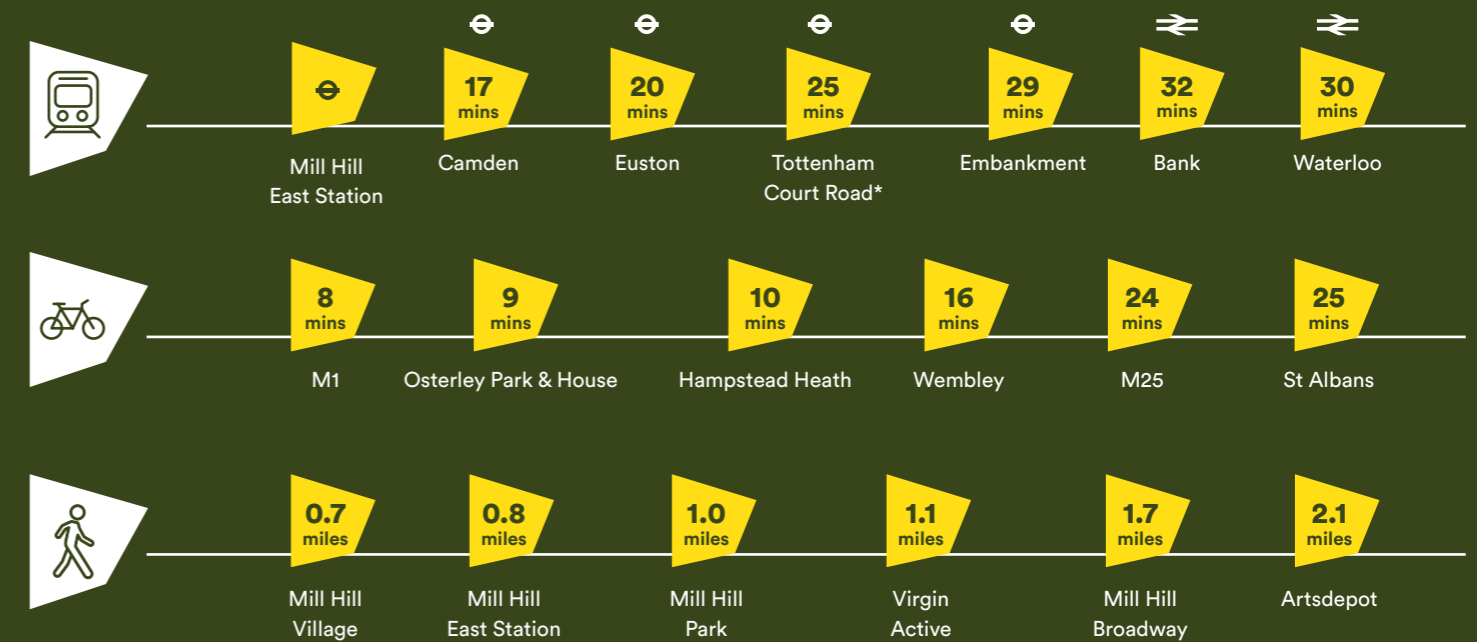 17 mins
20 mins
25 mins
29 mins
32 mins
30 mins
Mill Hill
East Station
Camden
Euston
Tottenham
Court Road*
Embankment
Bank
Waterloo
8 mins
9 mins
10 mins
16 mins
24 mins
25 mins
M1
Osterley Park & House
Hampstead Heath
Wembley
M25
St Albans
0.7 miles
0.8 miles
1.0 miles
1.1 miles
1.7 miles
2.1 miles
Mill Hill
Village
Mill Hill
East Station
Mill Hill
Park
Virgin
Active
Mill Hill
Broadway
Artsdepot